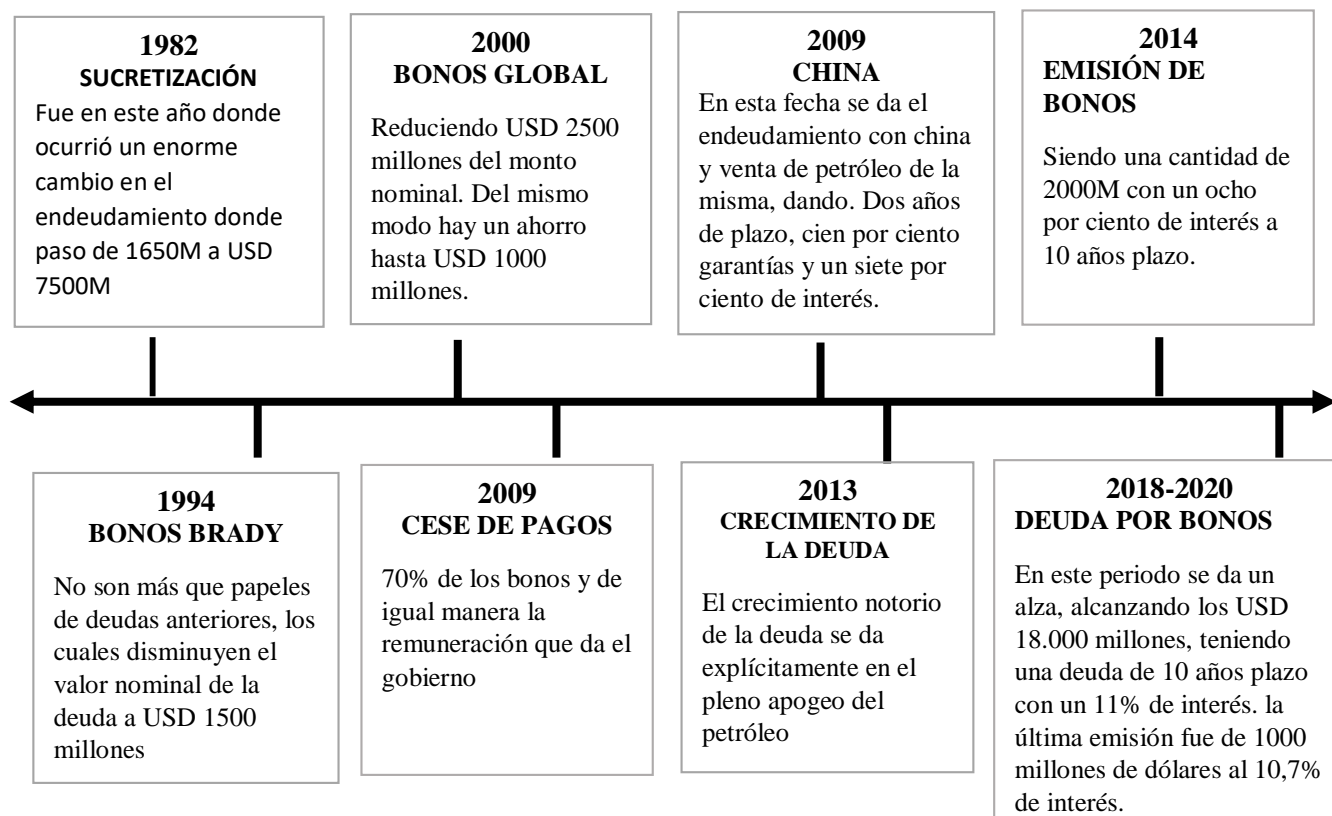 1982
SUCRETIZACIÓN
Fue en este año donde
ocurrió un enorme
cambio en el
endeudamiento donde
paso de 1650M a USD
7500M
2000
BONOS GLOBAL
Reduciendo USD 2500
millones del monto
nominal. Del mismo
modo hay un ahorro
hasta USD 1000
millones.
2009
CHINA
En esta fecha se da el
endeudamiento con china
y venta de petróleo de la
misma, dando. Dos años
de plazo, cien por ciento
garantías y un siete por
ciento de interés.
2014
EMISIÓN DE
BONOS
Siendo una cantidad de
2000M con un ocho
por ciento de interés a
10 años plazo.
1994
BONOS BRADY
No son más que papeles
de deudas anteriores, los
cuales disminuyen el
valor nominal de la
deuda a USD 1500
millones
2009
CESE DE PAGOS
70% de los bonos y de
igual manera la
remuneración que da el
gobierno
2013
CRECIMIENTO DE
LA DEUDA
El crecimiento notorio
de la deuda se da
explícitamente en el
pleno apogeo del
petróleo
2018-2020
DEUDA POR BONOS
En este periodo se da un
alza, alcanzando los USD
18.000 millones, teniendo
una deuda de 10 años plazo
con un 11% de interés. la
última emisión fue de 1000
millones de dólares al 10,7%
de interés.